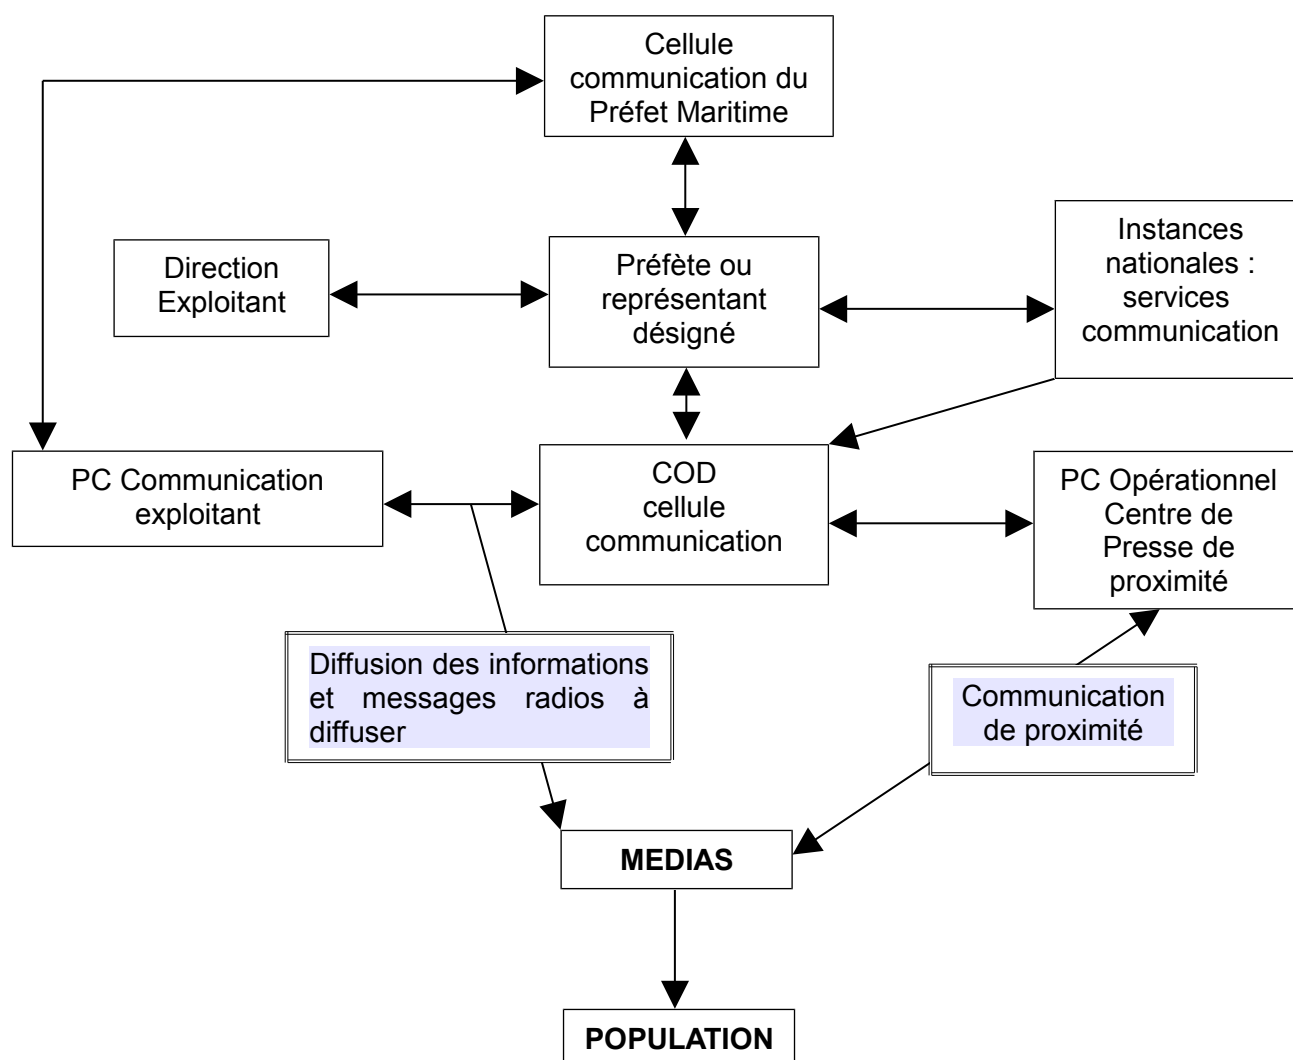 Cellule
communication du
Préfet Maritime
Direction
Exploitant
Préfète ou
représentant
désigné
Instances
nationales :
services
communication
PC Communication
exploitant
COD
cellule
communication
PC Opérationnel
Centre de
Presse de
proximité
Diffusion des informations
et messages radios à
diffuser
Communication
de proximité
MEDIAS
POPULATION